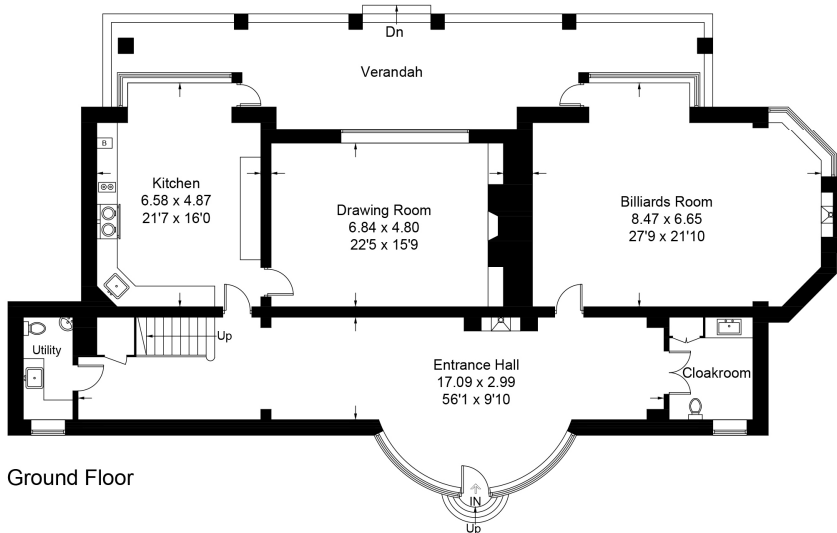 Dn
Verandah
B
Kitchen
6.58 x 4.87
21'7 x 16'0
Drawing Room
6.84 x 4.80
22'5 x 15'9
Billiards Room
8.47 x 6.65
27'9 x 21'10
Utility
Up
Entrance Hall
17.09 x 2.99
56'1 x 9'10
Cloakroom
Ground Floor
IN
Up